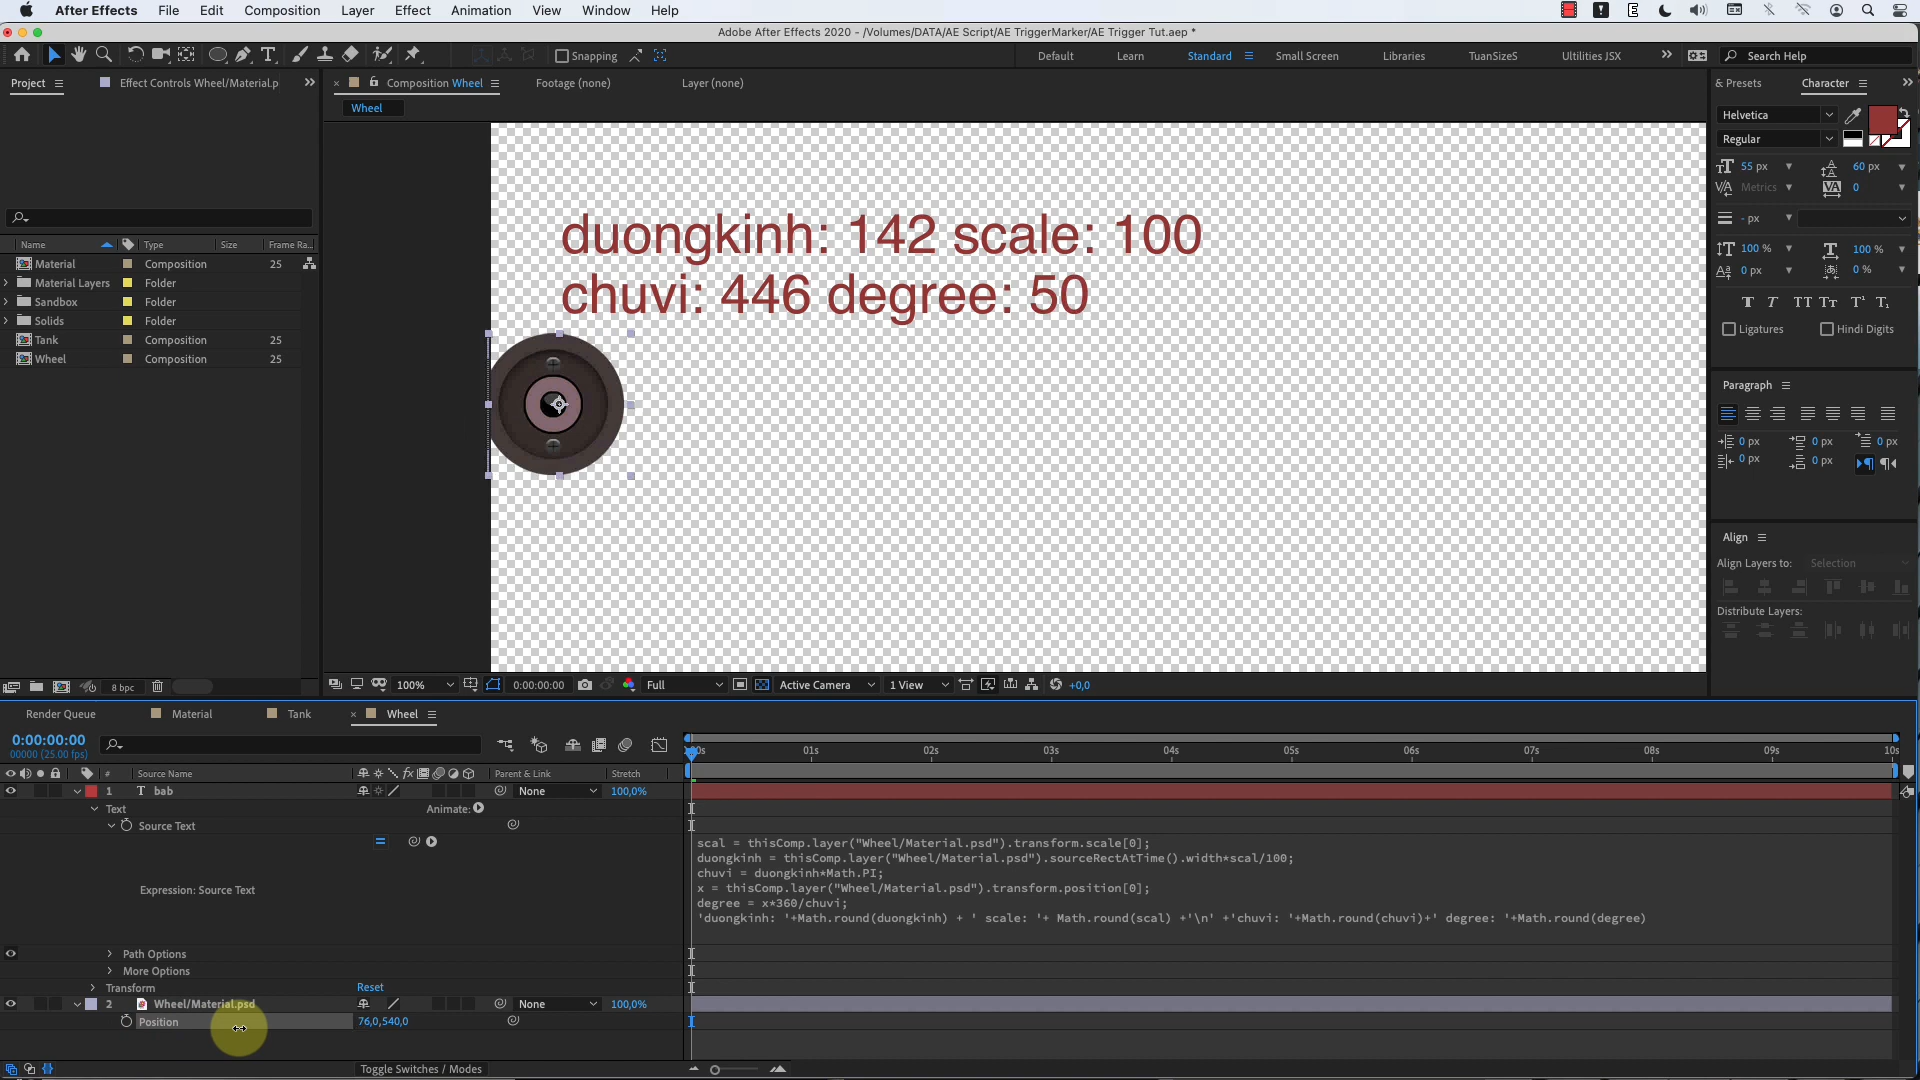 After Effects File Edit Composition Layer Effect Animation View Window Help
Adobe After Effects 2020 - /Volumes/DATA/AE Script/AE TriggerMarker/AE Trigger Tut.aep *
Snapping Default Learn Standard Small Screen Libraries TuanSizeS Ultilities JSX Search Help
Project Effect Controls Wheel/Material.p Composition Wheel Footage (none) Layer (none) & Presets Character
Wheel
Helvetica
Regular
55 px 60 px
Metrics 0
- px
100 % 100 %
0 px 0 %
Ligatures Hindi Digits
Paragraph
0 px 0 px 0 px
0 px 0 px
Align
Align Layers to: Selection
Distribute Layers:
Name Type Size Frame Ra...
Material Composition 25
Material Layers Folder
Sandbox Folder
Solids Folder
Tank Composition 25
Wheel Composition 25
duongkinh: 142 scale: 100
chuvi: 446 degree: 50
8 bpc 100% 0:00:00:00 Full Active Camera 1 View +0,0
Render Queue Material Tank Wheel
0:00:00:00
00000 (25.00 fps)
:00s 01s 02s 03s 04s 05s 06s 07s 08s 09s 10s
# Source Name Parent & Link Stretch
1 T bab None 100,0%
Text Animate:
Source Text
Expression: Source Text
scal = thisComp.layer("Wheel/Material.psd").transform.scale[0];
duongkinh = thisComp.layer("Wheel/Material.psd").sourceRectAtTime().width*scal/100;
chuvi = duongkinh*Math.PI;
x = thisComp.layer("Wheel/Material.psd").transform.position[0];
degree = x*360/chuvi;
'duongkinh: '+Math.round(duongkinh) + ' scale: '+ Math.round(scal) +'\n' +'chuvi: '+Math.round(chuvi)+' degree: '+Math.round(degree)
Path Options
More Options
Transform Reset
2 Wheel/Material.psd None 100,0%
Position 76,0,540,0
Toggle Switches / Modes